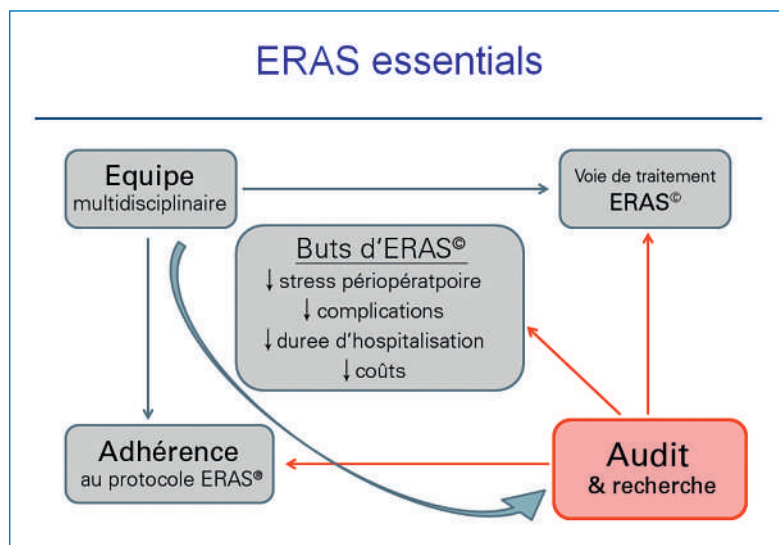 ERAS essentials
Equipe
multidisciplinaire
Voie de traitement
ERAS©
Buts d'ERAS©
↓ stress périopératpoire
↓ complications
↓ duree d'hospitalisation
↓ coûts
Adhérence
au protocole ERAS®
Audit
& recherche